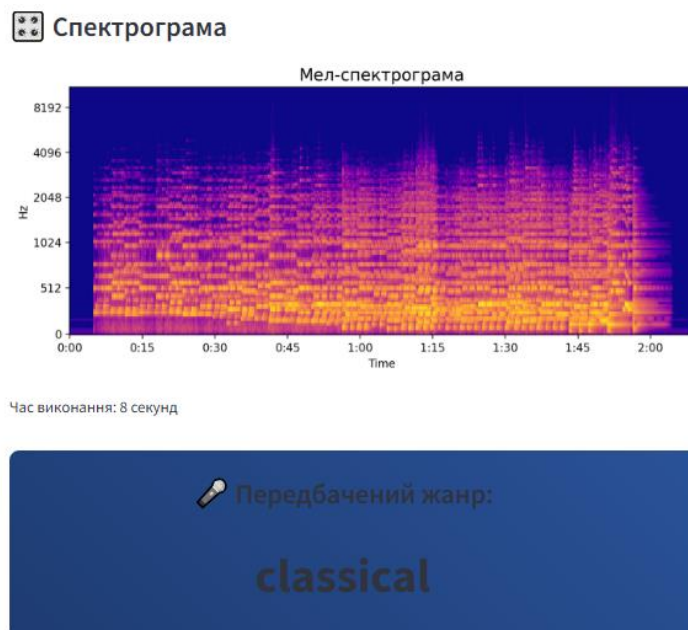 Спектрограма
Мел-спектрограма
8192
4096
2048
1024
512
0
Hz
0:00 0:15 0:30 0:45 1:00 1:15 1:30 1:45 2:00
Time
Час виконання: 8 секунд
Передбачений жанр:
classical